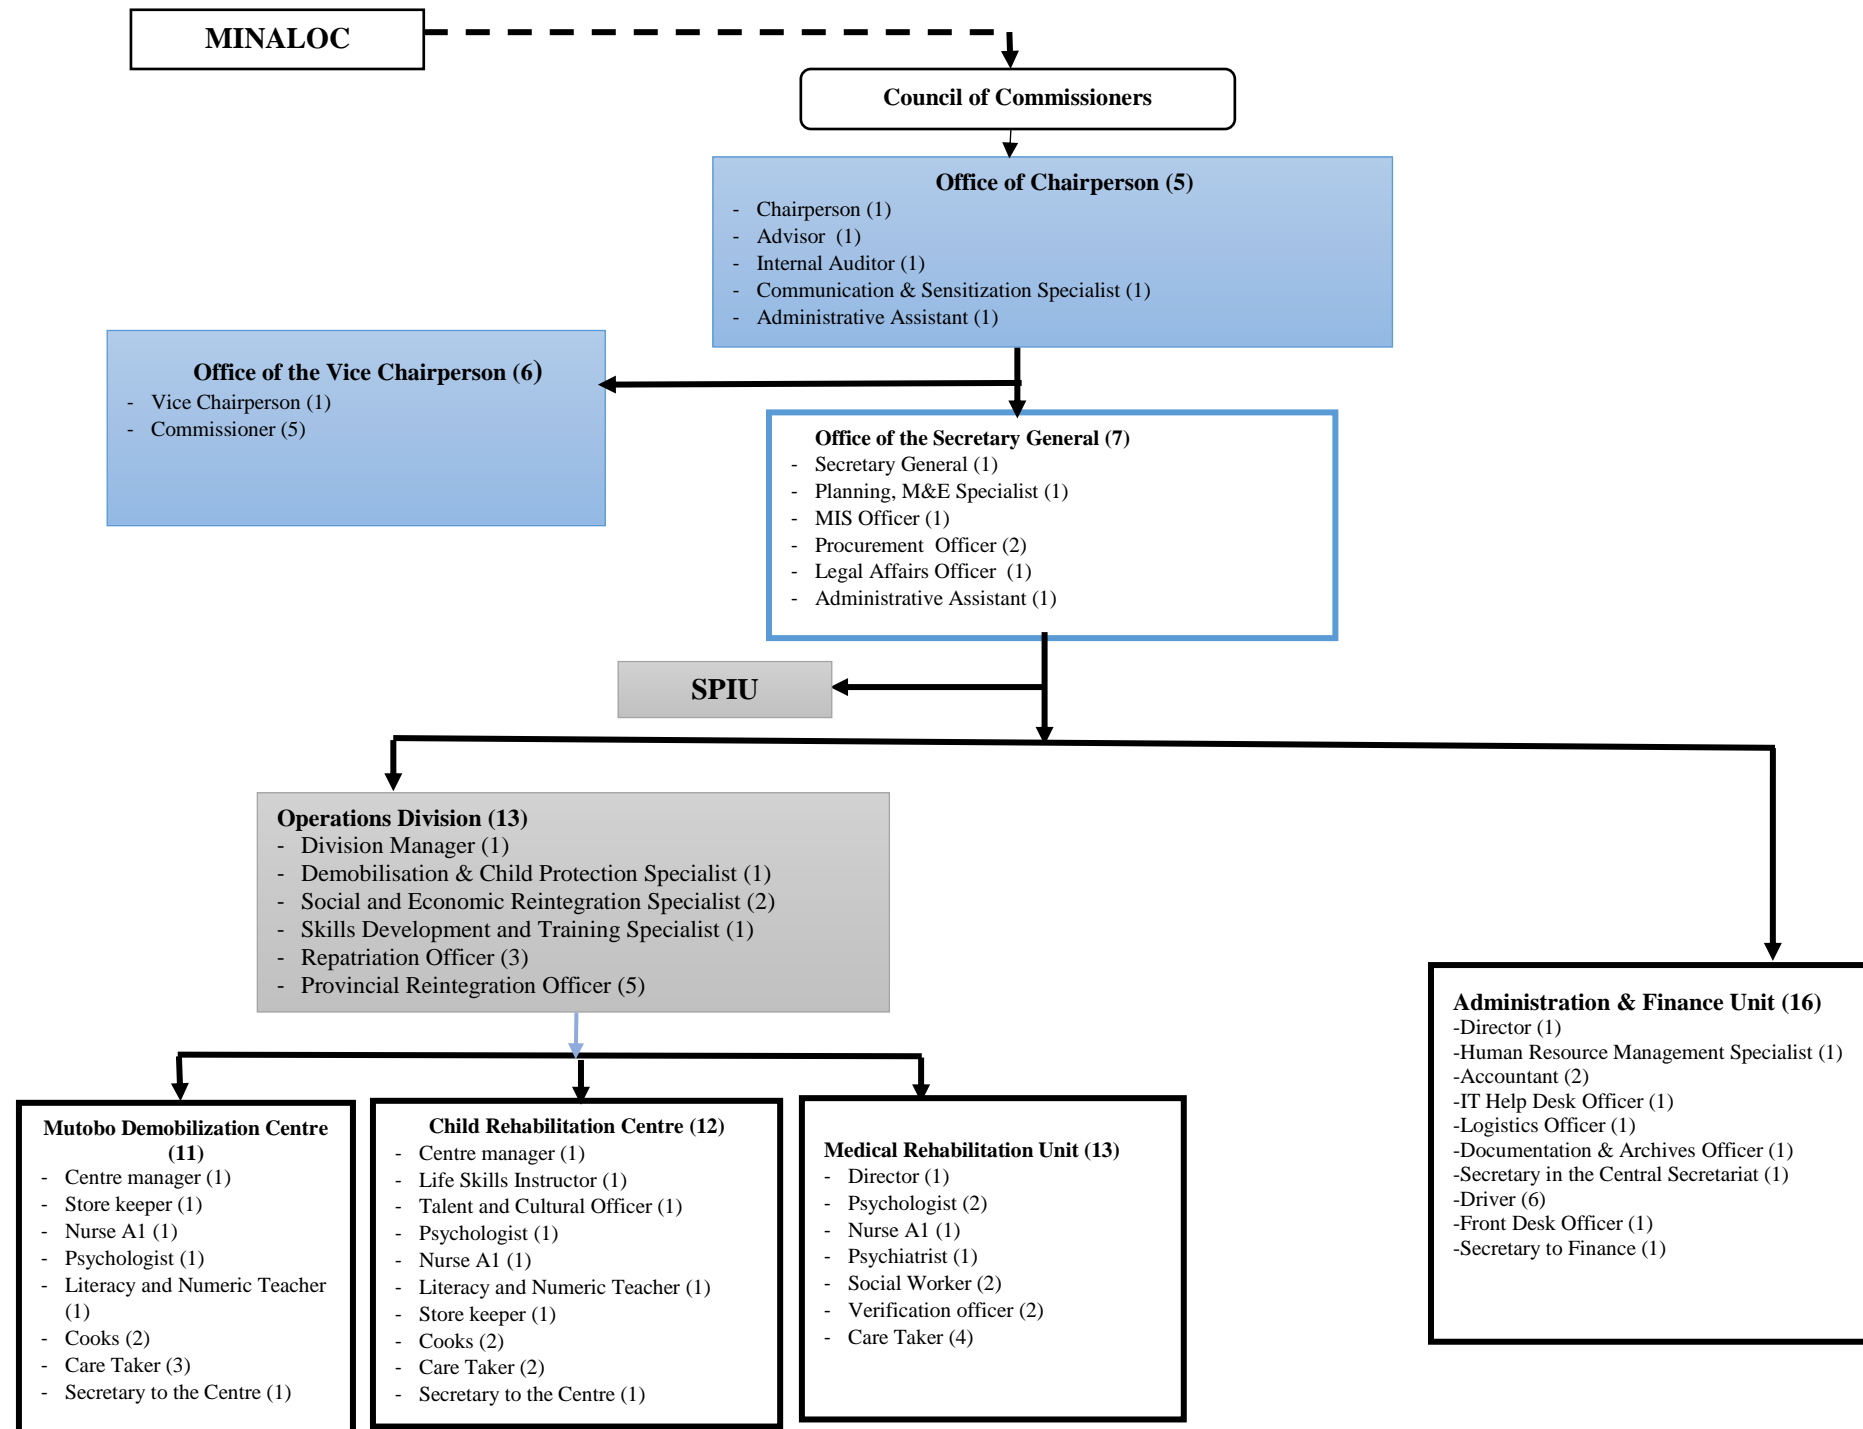 MINALOC
Council of Commissioners
Office of Chairperson (5)
- Chairperson (1)
- Advisor (1)
- Internal Auditor (1)
- Communication & Sensitization Specialist (1)
- Administrative Assistant (1)
Office of the Vice Chairperson (6)
- Vice Chairperson (1)
- Commissioner (5)
Office of the Secretary General (7)
- Secretary General (1)
- Planning, M&E Specialist (1)
- MIS Officer (1)
- Procurement Officer (2)
- Legal Affairs Officer (1)
- Administrative Assistant (1)
SPIU
Operations Division (13)
- Division Manager (1)
- Demobilisation & Child Protection Specialist (1)
- Social and Economic Reintegration Specialist (2)
- Skills Development and Training Specialist (1)
- Repatriation Officer (3)
- Provincial Reintegration Officer (5)
Administration & Finance Unit (16)
-Director (1)
-Human Resource Management Specialist (1)
-Accountant (2)
-IT Help Desk Officer (1)
-Logistics Officer (1)
-Documentation & Archives Officer (1)
-Secretary in the Central Secretariat (1)
-Driver (6)
-Front Desk Officer (1)
-Secretary to Finance (1)
Mutobo Demobilization Centre
(11)
- Centre manager (1)
- Store keeper (1)
- Nurse A1 (1)
- Psychologist (1)
- Literacy and Numeric Teacher
(1)
- Cooks (2)
- Care Taker (3)
- Secretary to the Centre (1)
Child Rehabilitation Centre (12)
- Centre manager (1)
- Life Skills Instructor (1)
- Talent and Cultural Officer (1)
- Psychologist (1)
- Nurse A1 (1)
- Literacy and Numeric Teacher (1)
- Store keeper (1)
- Cooks (2)
- Care Taker (2)
- Secretary to the Centre (1)
Medical Rehabilitation Unit (13)
- Director (1)
- Psychologist (2)
- Nurse A1 (1)
- Psychiatrist (1)
- Social Worker (2)
- Verification officer (2)
- Care Taker (4)